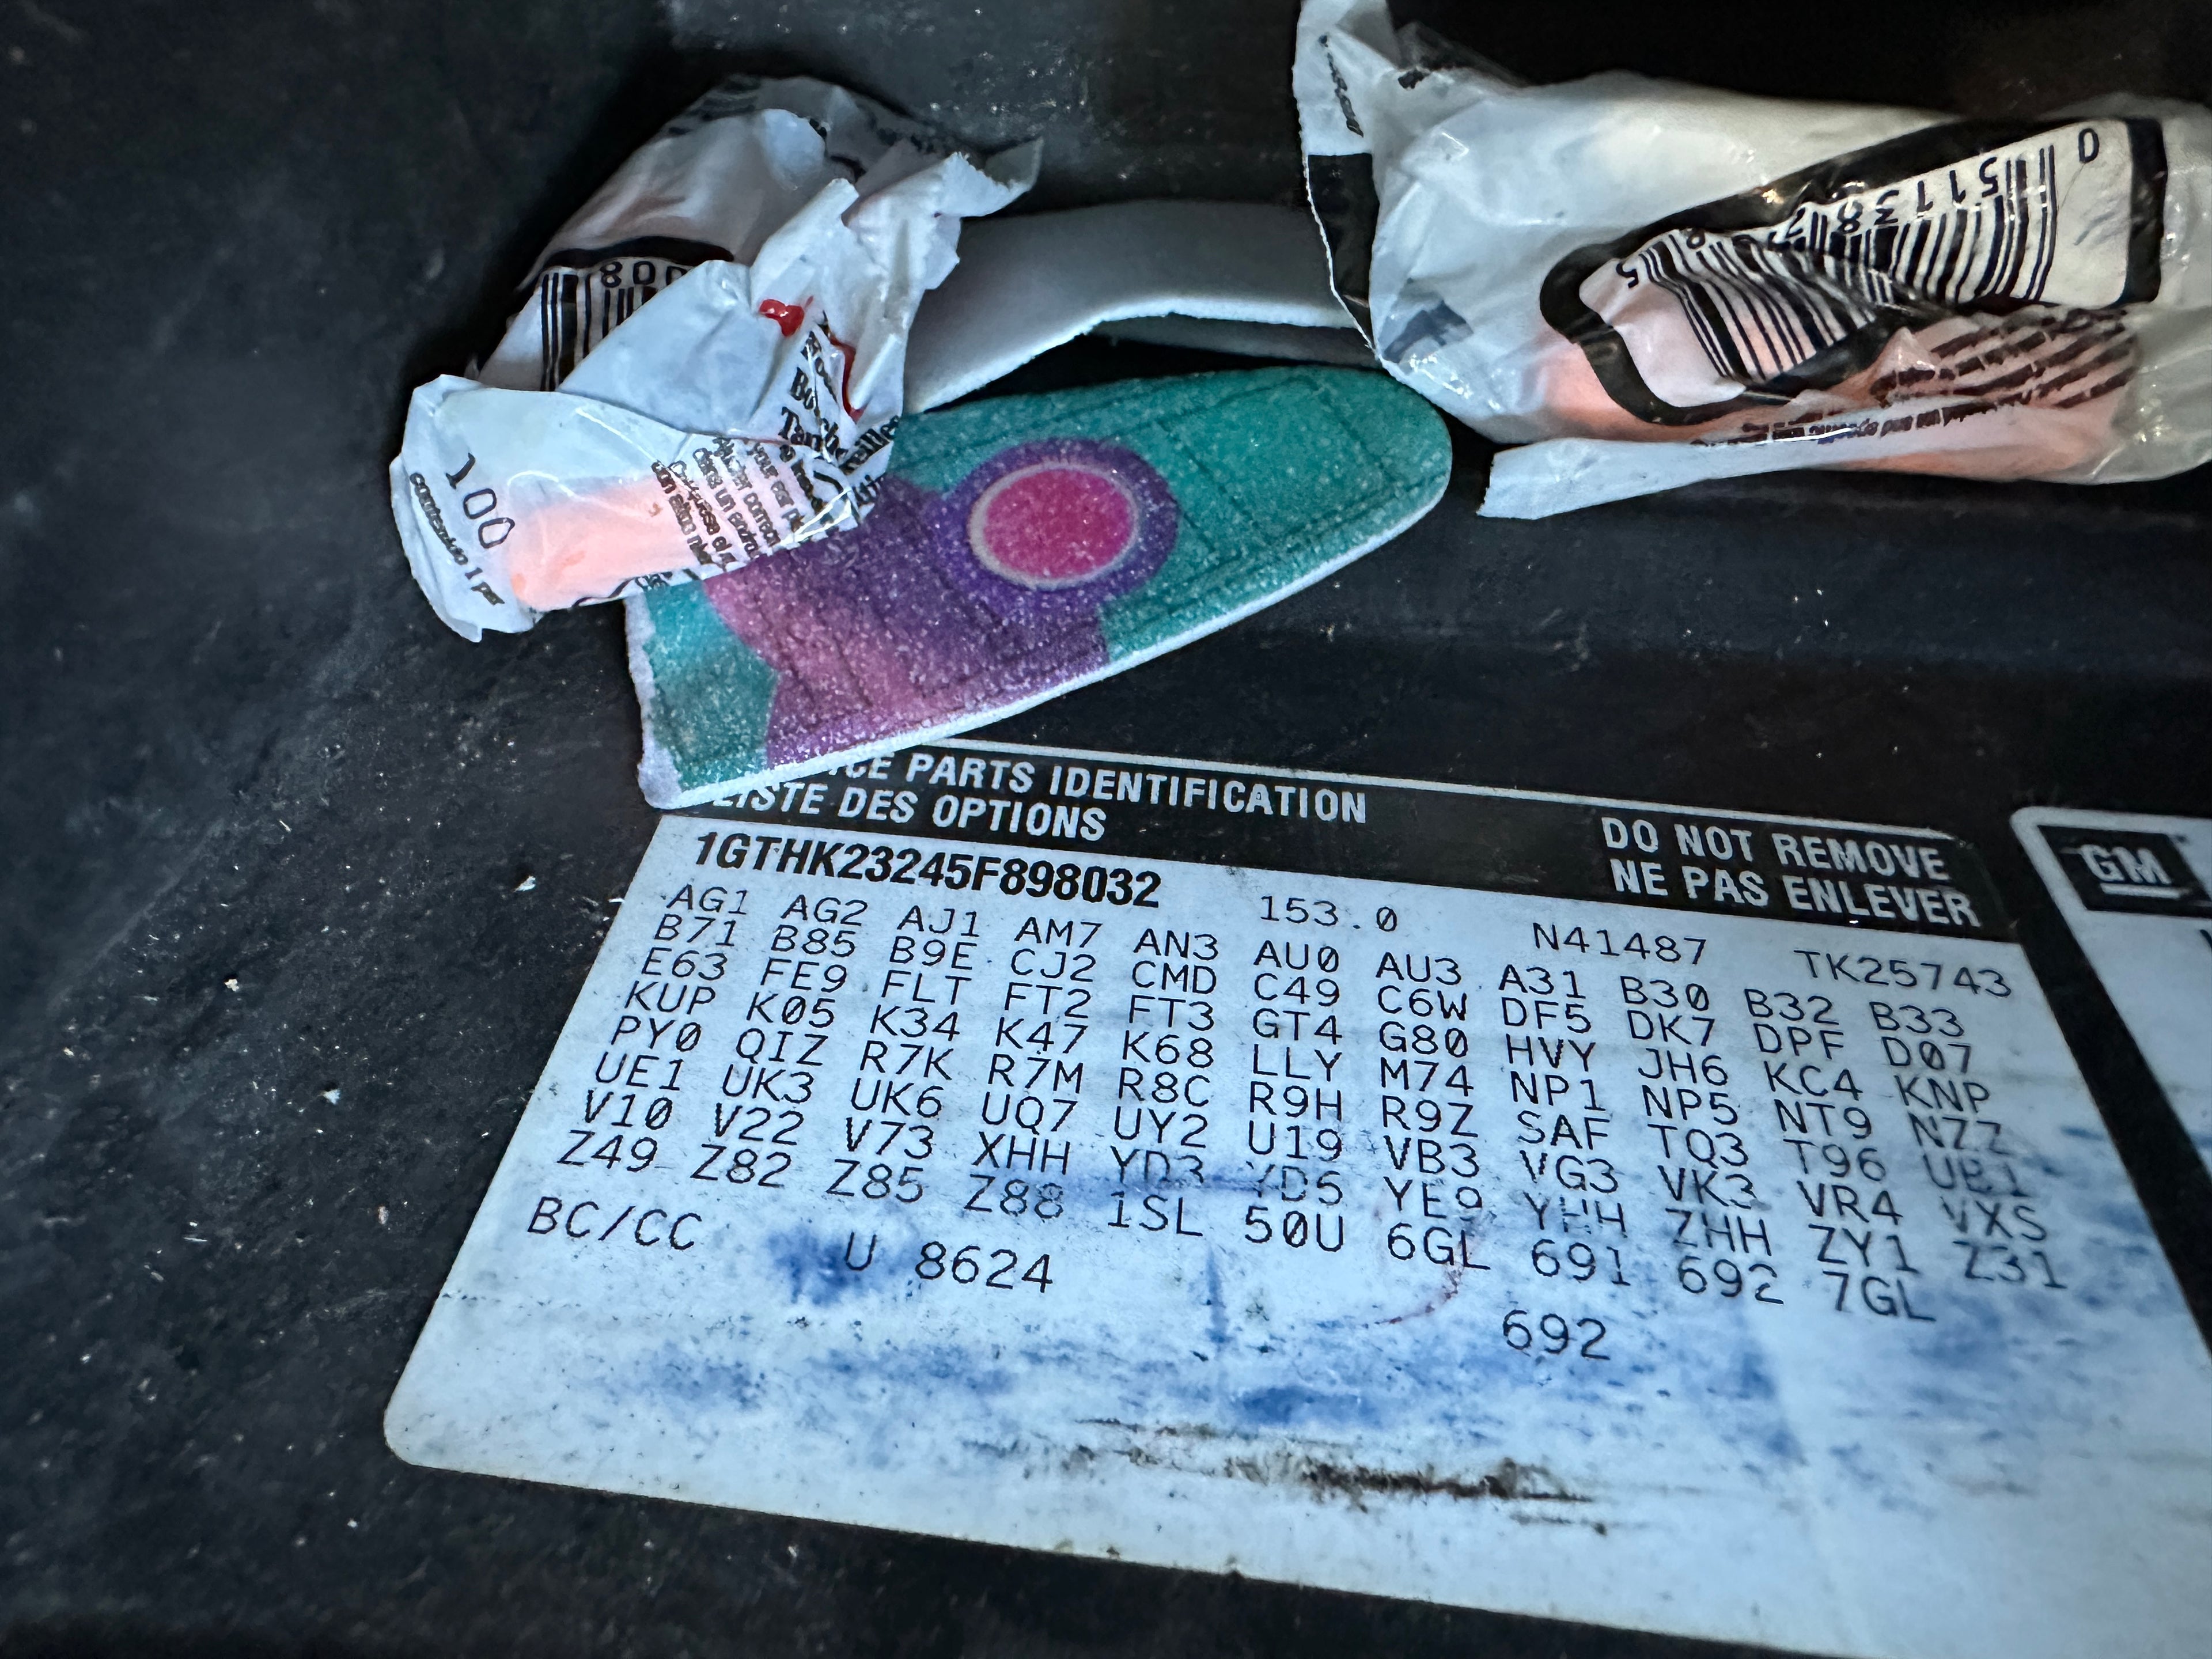 100
contenido 1 par
0 51138
PARTS IDENTIFICATION
LISTE DES OPTIONS
DO NOT REMOVE
NE PAS ENLEVER
1GTHK23245F898032 153.0 N41487 TK25743
AG1 AG2 AJ1 AM7 AN3 AU0 AU3 A31 B30 B32 B33
B71 B85 B9E CJ2 CMD C49 C6W DF5 DK7 DPF D07
E63 FE9 FLT FT2 FT3 GT4 G80 HVY JH6 KC4 KNP
KUP K05 K34 K47 K68 LLY M74 NP1 NP5 NT9 NZZ
PY0 QIZ R7K R7M R8C R9H R9Z SAF TQ3 T96 UB1
UE1 UK3 UK6 UQ7 UY2 U19 VB3 VG3 VK3 VR4 VXS
V10 V22 V73 XHH YD3 YD5 YE9 YHH ZHH ZY1 Z31
Z49 Z82 Z85 Z88 1SL 50U 6GL 691 692 7GL
BC/CC U 8624 692
GM